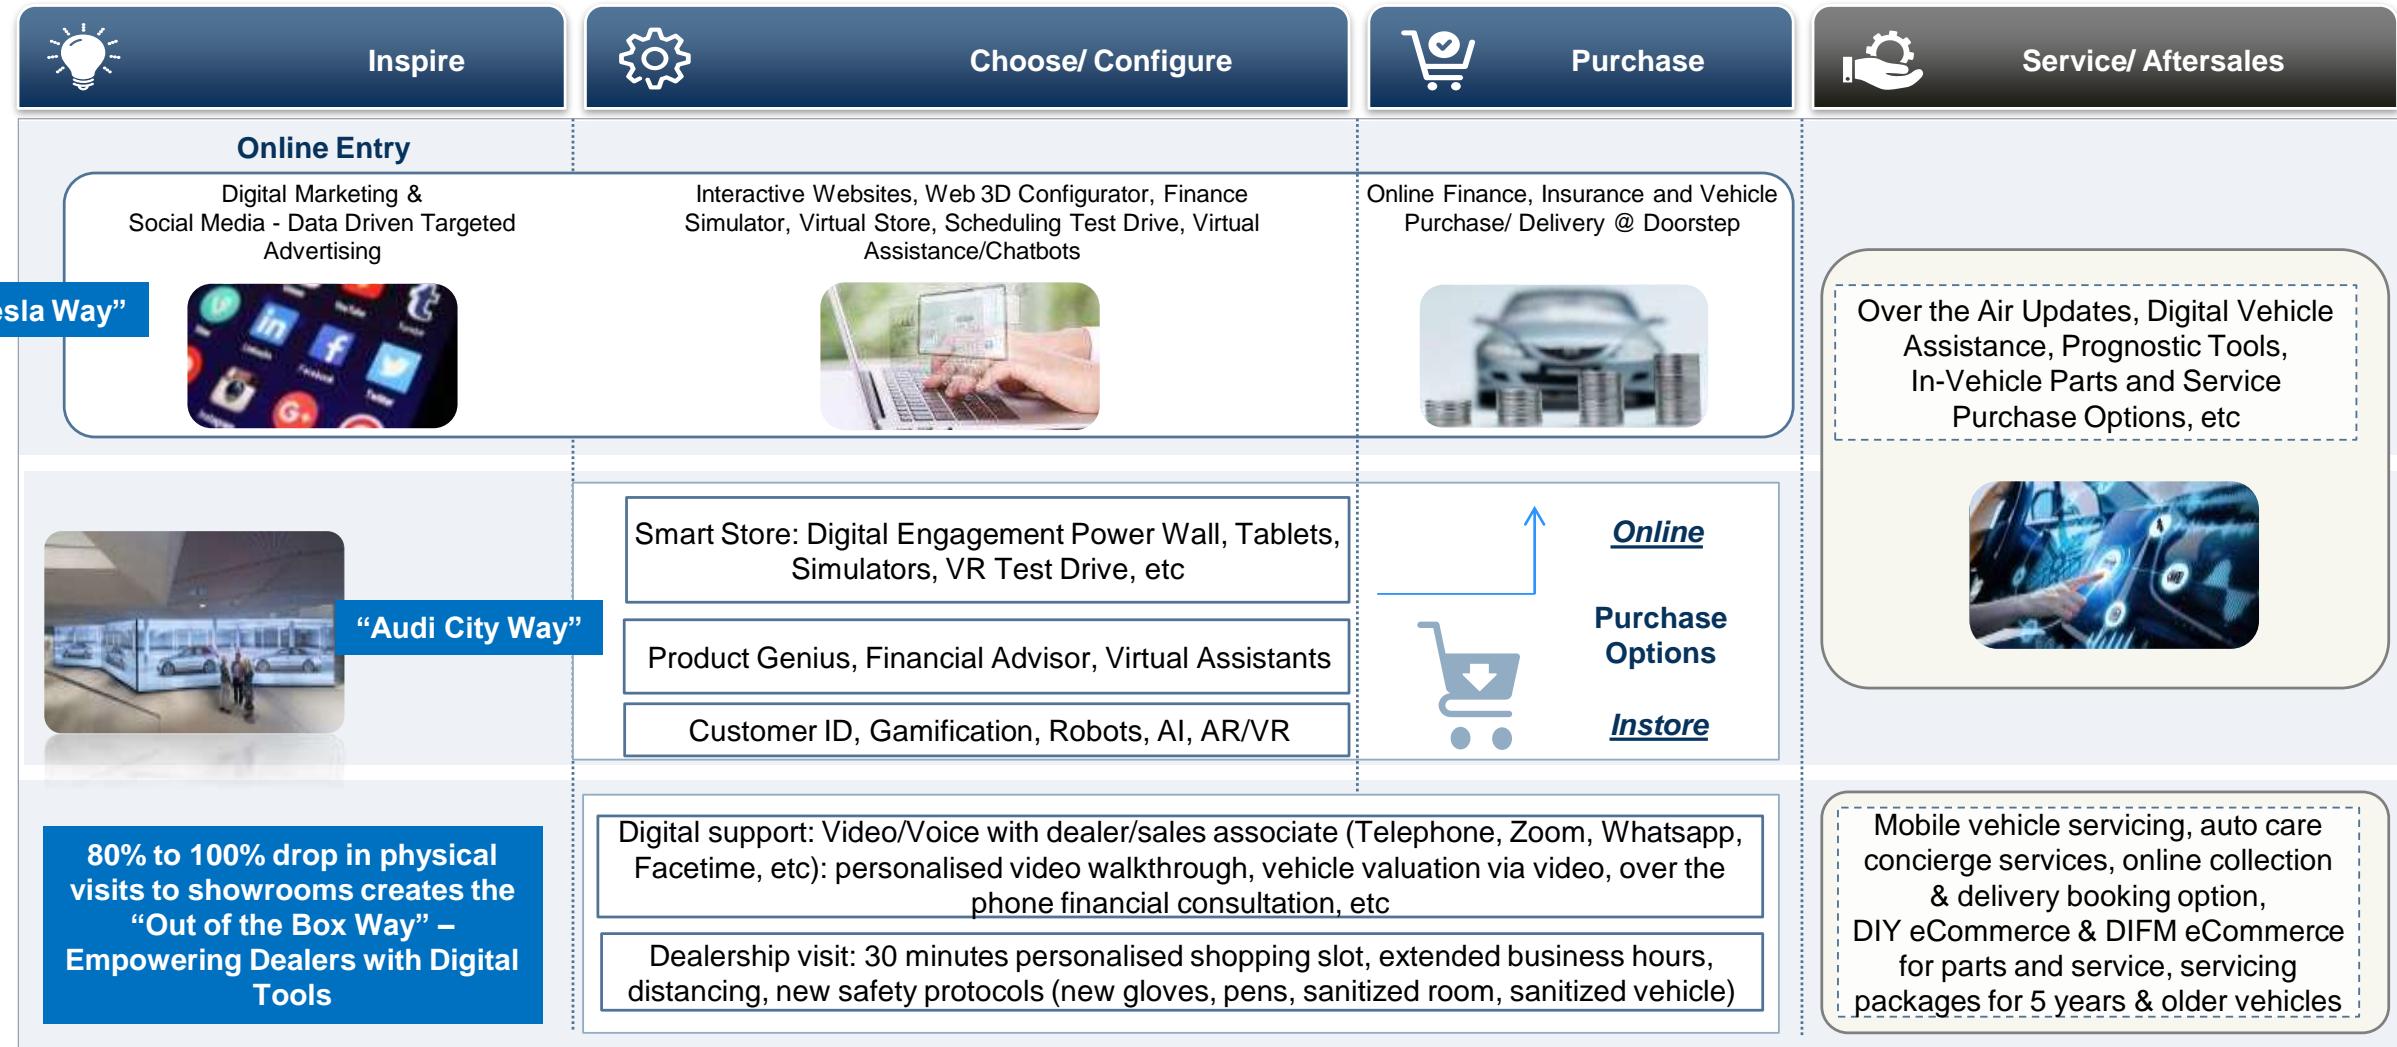 Inspire
Choose/ Configure
Purchase
Service/ Aftersales
Online Entry
Digital Marketing &
Social Media - Data Driven Targeted
Advertising
Interactive Websites, Web 3D Configurator, Finance
Simulator, Virtual Store, Scheduling Test Drive, Virtual
Assistance/Chatbots
Online Finance, Insurance and Vehicle
Purchase/ Delivery @ Doorstep
esla Way”
Linkedin
Facebook
Twitter
Instagram
Over the Air Updates, Digital Vehicle
Assistance, Prognostic Tools,
In-Vehicle Parts and Service
Purchase Options, etc
“Audi City Way”
Smart Store: Digital Engagement Power Wall, Tablets,
Simulators, VR Test Drive, etc
Product Genius, Financial Advisor, Virtual Assistants
Customer ID, Gamification, Robots, AI, AR/VR
Online
Purchase
Options
Instore
80% to 100% drop in physical
visits to showrooms creates the
“Out of the Box Way” –
Empowering Dealers with Digital
Tools
Digital support: Video/Voice with dealer/sales associate (Telephone, Zoom, Whatsapp,
Facetime, etc): personalised video walkthrough, vehicle valuation via video, over the
phone financial consultation, etc
Dealership visit: 30 minutes personalised shopping slot, extended business hours,
distancing, new safety protocols (new gloves, pens, sanitized room, sanitized vehicle)
Mobile vehicle servicing, auto care
concierge services, online collection
& delivery booking option,
DIY eCommerce & DIFM eCommerce
for parts and service, servicing
packages for 5 years & older vehicles